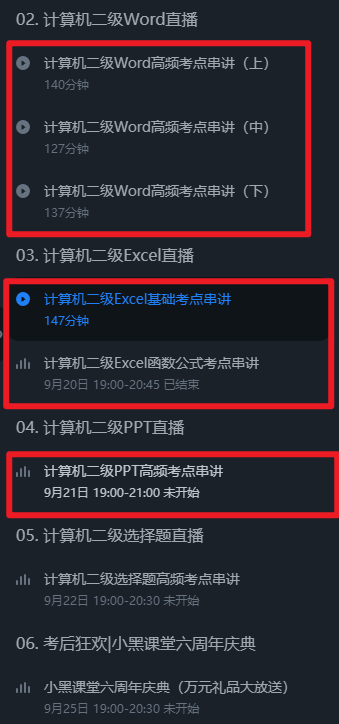 02. 计算机二级Word直播
计算机二级Word高频考点串讲（上）
140分钟
计算机二级Word高频考点串讲（中）
127分钟
计算机二级Word高频考点串讲（下）
137分钟
03. 计算机二级Excel直播
计算机二级Excel基础考点串讲
147分钟
计算机二级Excel函数公式考点串讲
9月20日 19:00-20:45 已结束
04. 计算机二级PPT直播
计算机二级PPT高频考点串讲
9月21日 19:00-21:00 未开始
05. 计算机二级选择题直播
计算机二级选择题高频考点串讲
9月22日 19:00-20:30 未开始
06. 考后狂欢|小黑课堂六周年庆典
小黑课堂六周年庆典（万元礼品大放送）
9月25日 19:00-20:30 未开始